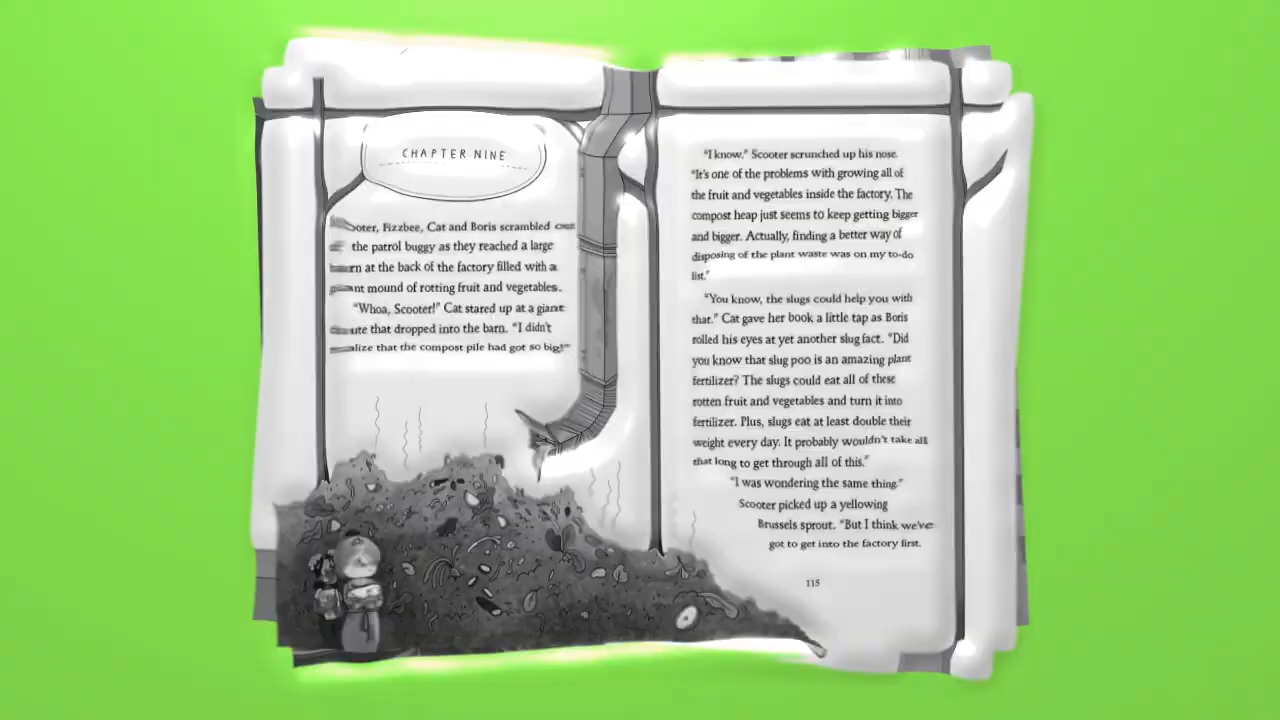 CHAPTER NINE
Fizzbee, Cat and Boris scrambled
the patrol buggy as they reached a large
at the back of the factory filled with a
mound of rotting fruit and vegetables.
“Whoa, Scooter!” Cat stared up at a giant
that dropped into the barn. “I didn’t
that the compost pile had got so big!”
“I know.” Scooter scrunched up his nose.
“It’s one of the problems with growing all of
the fruit and vegetables inside the factory. The
compost heap just seems to keep getting bigger
and bigger. Actually, finding a better way of
disposing of the plant waste was on my to-do
list.”
“You know, the slugs could help you with
that.” Cat gave her book a little tap as Boris
rolled his eyes at yet another slug fact. “Did
you know that slug poo is an amazing plant
fertilizer? The slugs could eat all of these
rotten fruit and vegetables and turn it into
fertilizer. Plus, slugs eat at least double their
weight every day. It probably wouldn’t take all
that long to get through all of this.”
“I was wondering the same thing.”
Scooter picked up a yellowing
Brussels sprout. “But I think we’ve
got to get into the factory first.
115